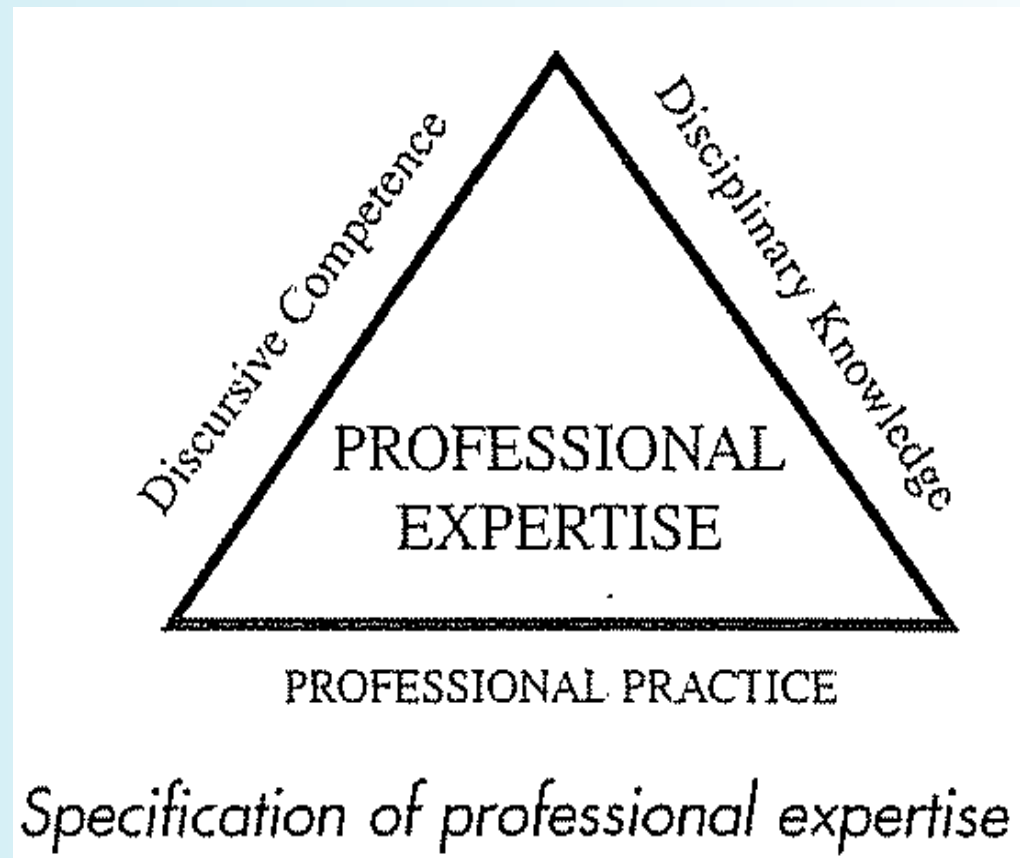 Discursive Competence
Disciplinary Knowledge
PROFESSIONAL
EXPERTISE
PROFESSIONAL PRACTICE
Specification of professional expertise